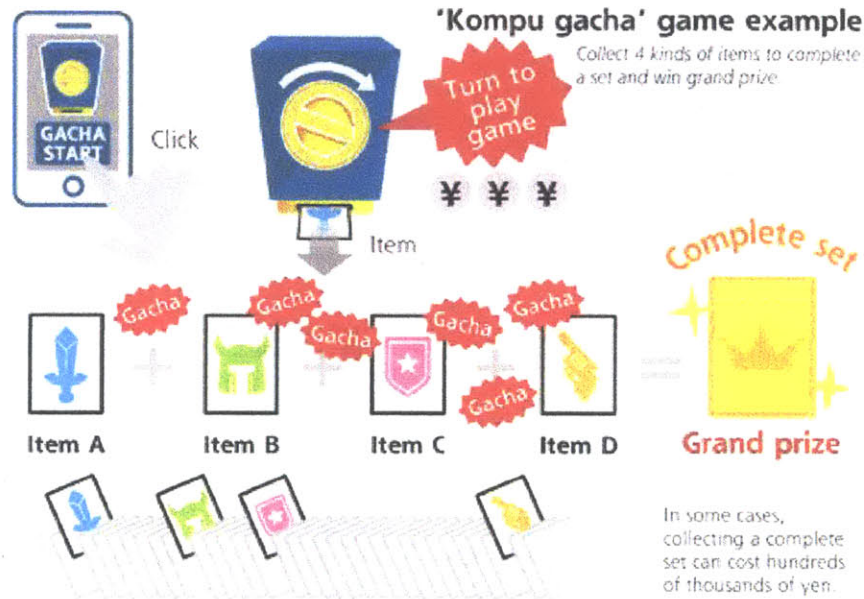 'Kompu gacha' game example
Collect 4 kinds of items to complete
a set and win grand prize
GACHA
START
Click
Turn to
play
game
¥ ¥ ¥
Item
Complete set
Gacha
Gacha
Gacha
Gacha
Gacha
Gacha
Item A
Item B
Item C
Item D
Grand prize
In some cases,
collecting a complete
set can cost hundreds
of thousands of yen.